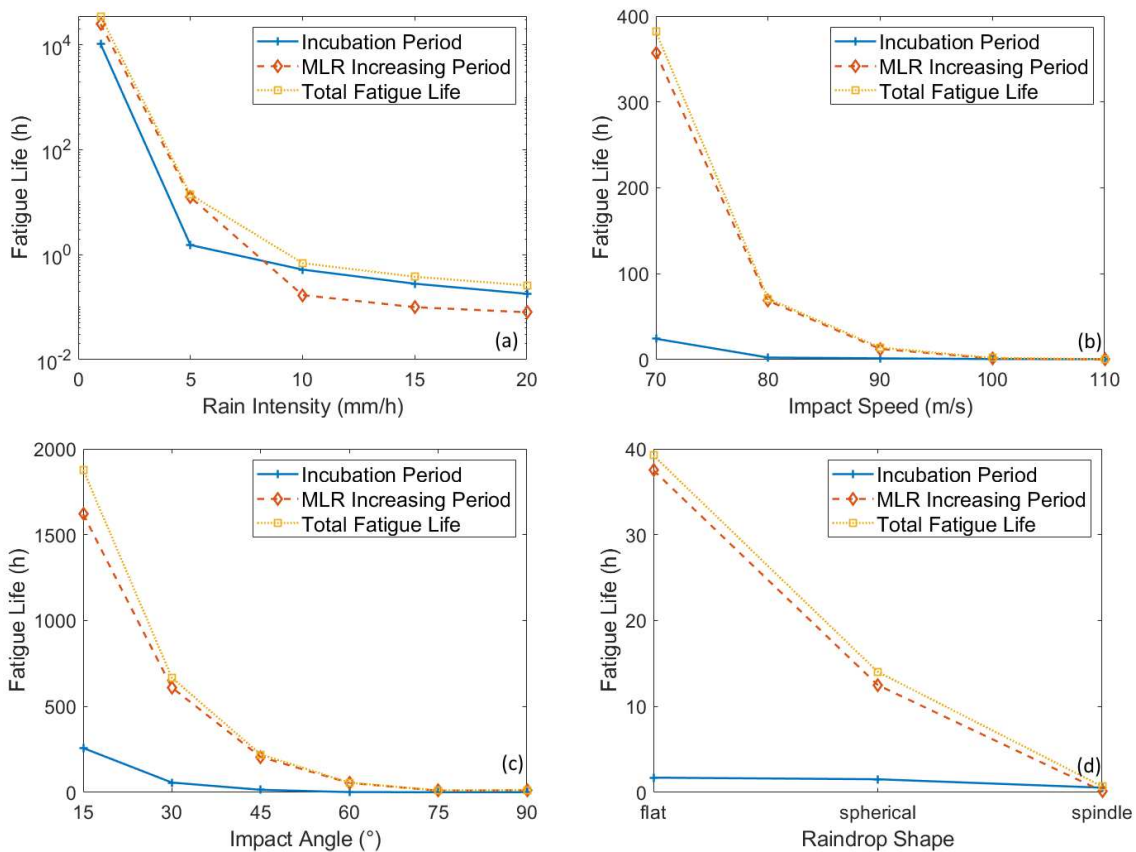 10^4
10^2
10^0
10^-2
Fatigue Life (h)
Incubation Period
MLR Increasing Period
Total Fatigue Life
(a)
0 5 10 15 20
Rain Intensity (mm/h)
400
300
200
100
0
Fatigue Life (h)
Incubation Period
MLR Increasing Period
Total Fatigue Life
(b)
70 80 90 100 110
Impact Speed (m/s)
2000
1500
1000
500
0
Fatigue Life (h)
Incubation Period
MLR Increasing Period
Total Fatigue Life
(c)
15 30 45 60 75 90
Impact Angle (°)
40
30
20
10
0
Fatigue Life (h)
Incubation Period
MLR Increasing Period
Total Fatigue Life
(d)
flat spherical spindle
Raindrop Shape